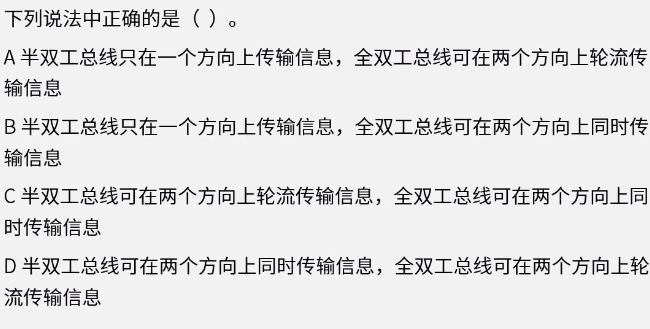 下列说法中正确的是（ ）。
A 半双工总线只在一个方向上传输信息，全双工总线可在两个方向上轮流传
输信息
B 半双工总线只在一个方向上传输信息，全双工总线可在两个方向上同时传
输信息
C 半双工总线可在两个方向上轮流传输信息，全双工总线可在两个方向上同
时传输信息
D 半双工总线可在两个方向上同时传输信息，全双工总线可在两个方向上轮
流传输信息